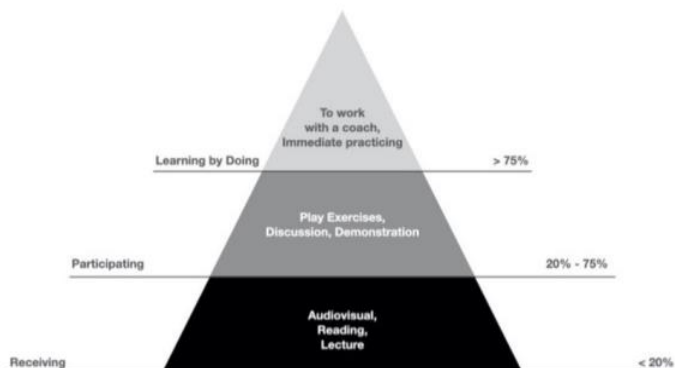 To work
with a coach,
Immediate practicing
Learning by Doing
> 75%
Play Exercises,
Discussion, Demonstration
Participating
20% - 75%
Audiovisual,
Reading,
Lecture
Receiving
< 20%